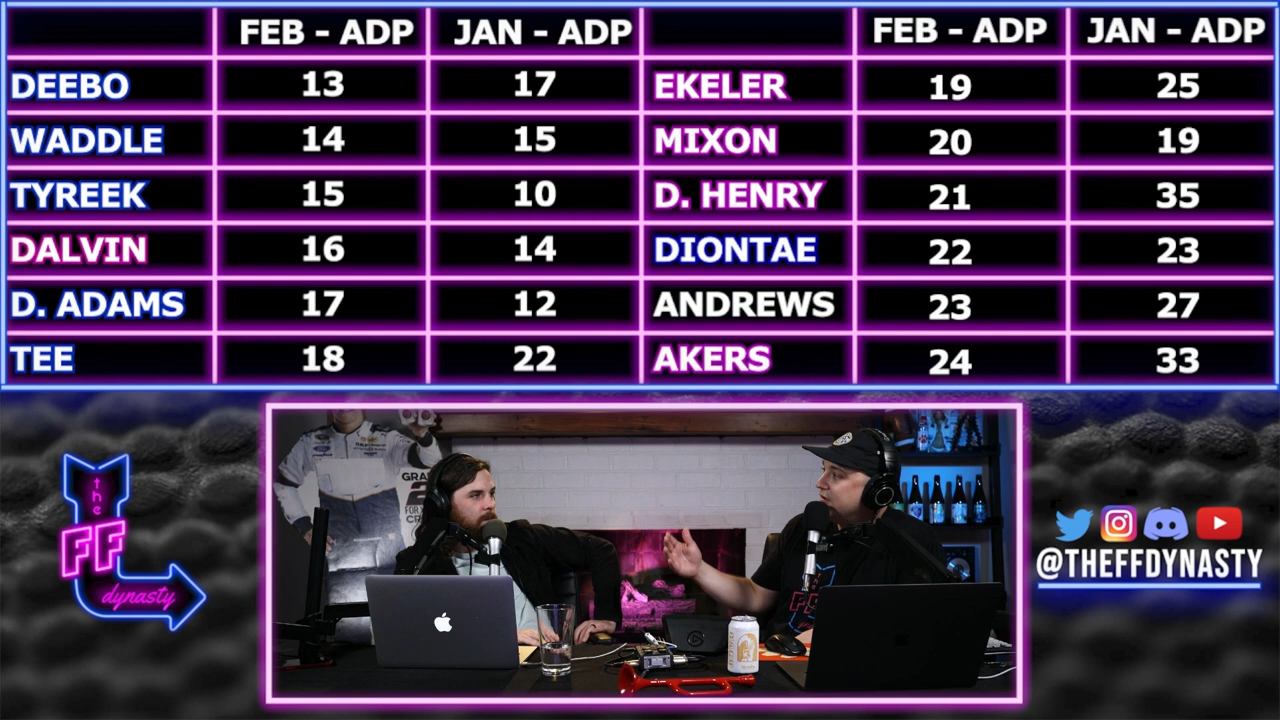 FEB - ADP JAN - ADP FEB - ADP JAN - ADP
DEEBO 13 17 EKELER 19 25
WADDLE 14 15 MIXON 20 19
TYREEK 15 10 D. HENRY 21 35
DALVIN 16 14 DIONTAE 22 23
D. ADAMS 17 12 ANDREWS 23 27
TEE 18 22 AKERS 24 33
the
FF
dynasty
@THEFFDYNASTY